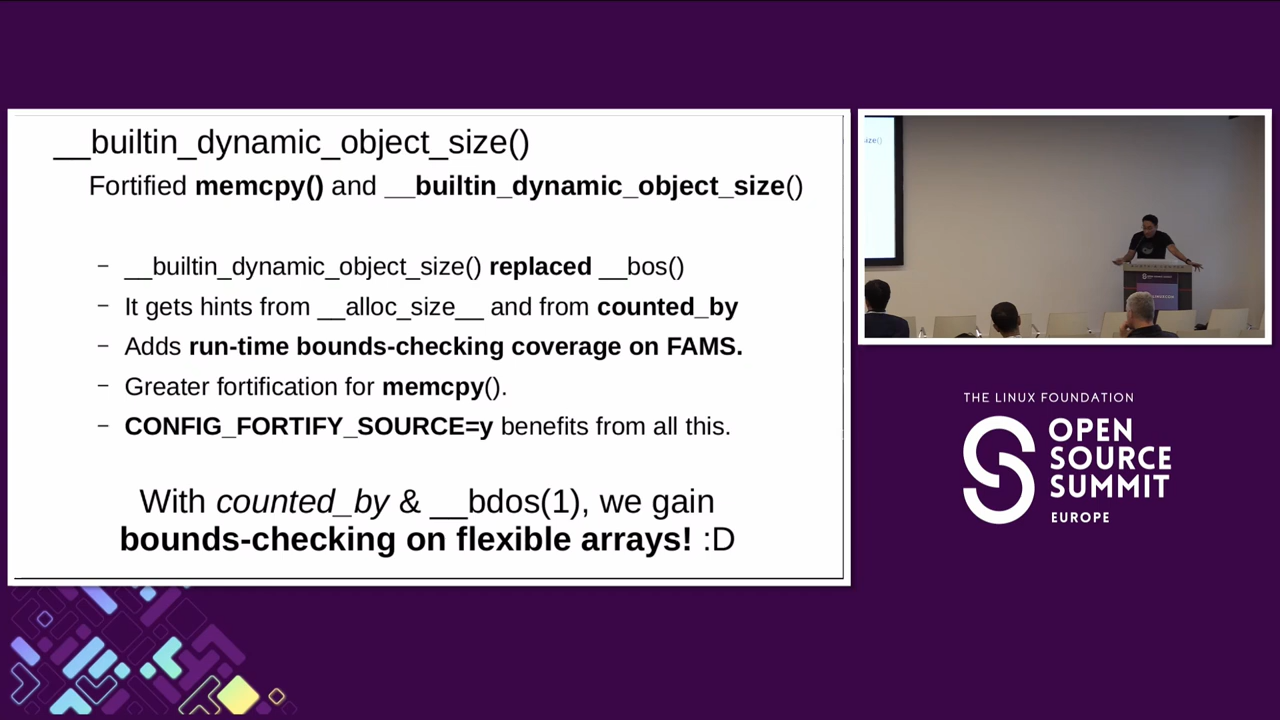 __builtin_dynamic_object_size()
Fortified memcpy() and __builtin_dynamic_object_size()
– __builtin_dynamic_object_size() replaced __bos()
– It gets hints from __alloc_size__ and from counted_by
– Adds run-time bounds-checking coverage on FAMS.
– Greater fortification for memcpy().
– CONFIG_FORTIFY_SOURCE=y benefits from all this.
With counted_by & __bdos(1), we gain
bounds-checking on flexible arrays! :D
ize()
THE LINUX FOUNDATION
OPEN
SOURCE
SUMMIT
EUROPE